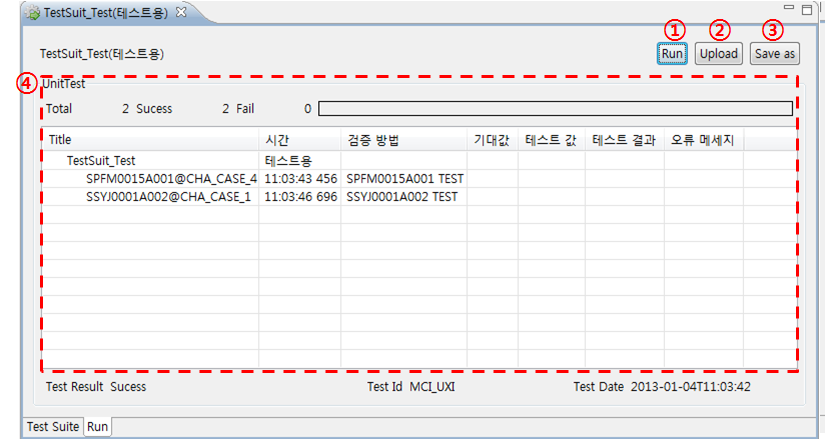 TestSuit_Test(테스트용)
① ② ③
TestSuit_Test(테스트용) Run Upload Save as
④ UnitTest
Total 2 Sucess 2 Fail 0
Title 시간 검증 방법 기대값 테스트 값 테스트 결과 오류 메세지
TestSuit_Test 테스트용
SPFM0015A001@CHA_CASE_4 11:03:43 456 SPFM0015A001 TEST
SSYJ0001A002@CHA_CASE_1 11:03:46 696 SSYJ0001A002 TEST
Test Result Sucess Test Id MCI_UXI Test Date 2013-01-04T11:03:42
Test Suite Run